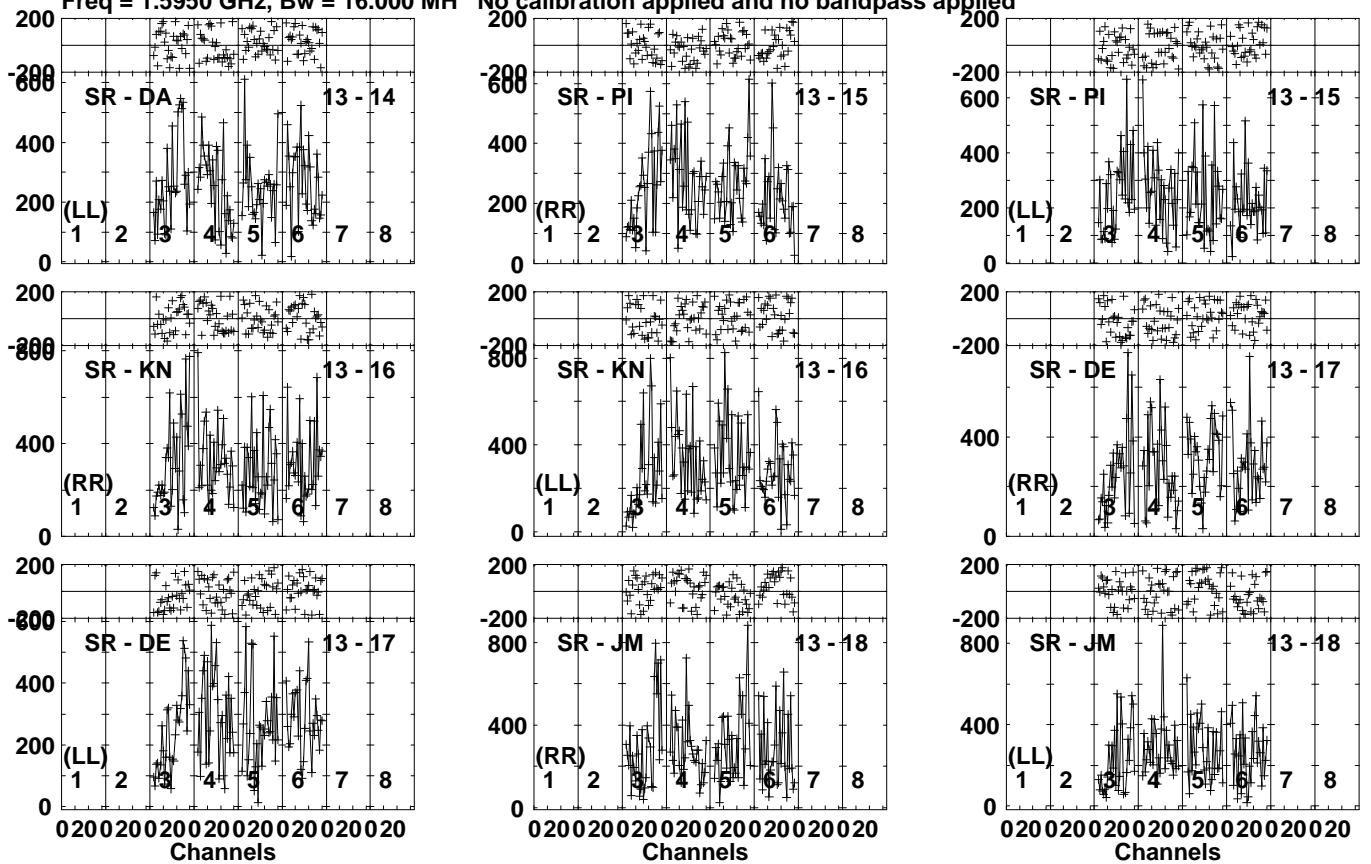 Freq = 1.5950 GHz, Bw = 16.000 MH No calibration applied and no bandpass applied
200 200 200
-200 -200 -200
600 SR - DA 13 - 14 SR - PI 13 - 15 600 SR - PI 13 - 15
400 400 400
200 200 200
(LL) (RR) (LL)
1 2 3 4 5 6 7 8 1 2 3 4 5 6 7 8 1 2 3 4 5 6 7 8
0 0 0
200 200 200
-200 -200 -200
800 SR - KN 13 - 16 800 SR - KN 13 - 16 SR - DE 13 - 17
400 400 400
(RR) (LL) (RR)
1 2 3 4 5 6 7 8 1 2 3 4 5 6 7 8 1 2 3 4 5 6 7 8
0 0 0
200 200 200
-200 -200 -200
600 SR - DE 13 - 17 800 SR - JM 13 - 18 800 SR - JM 13 - 18
400 400 400
200
(LL) (RR) (LL)
1 2 3 4 5 6 7 8 1 2 3 4 5 6 7 8 1 2 3 4 5 6 7 8
0 0 0
020020020020020020020020 020020020020020020020020 020020020020020020020020
Channels Channels Channels